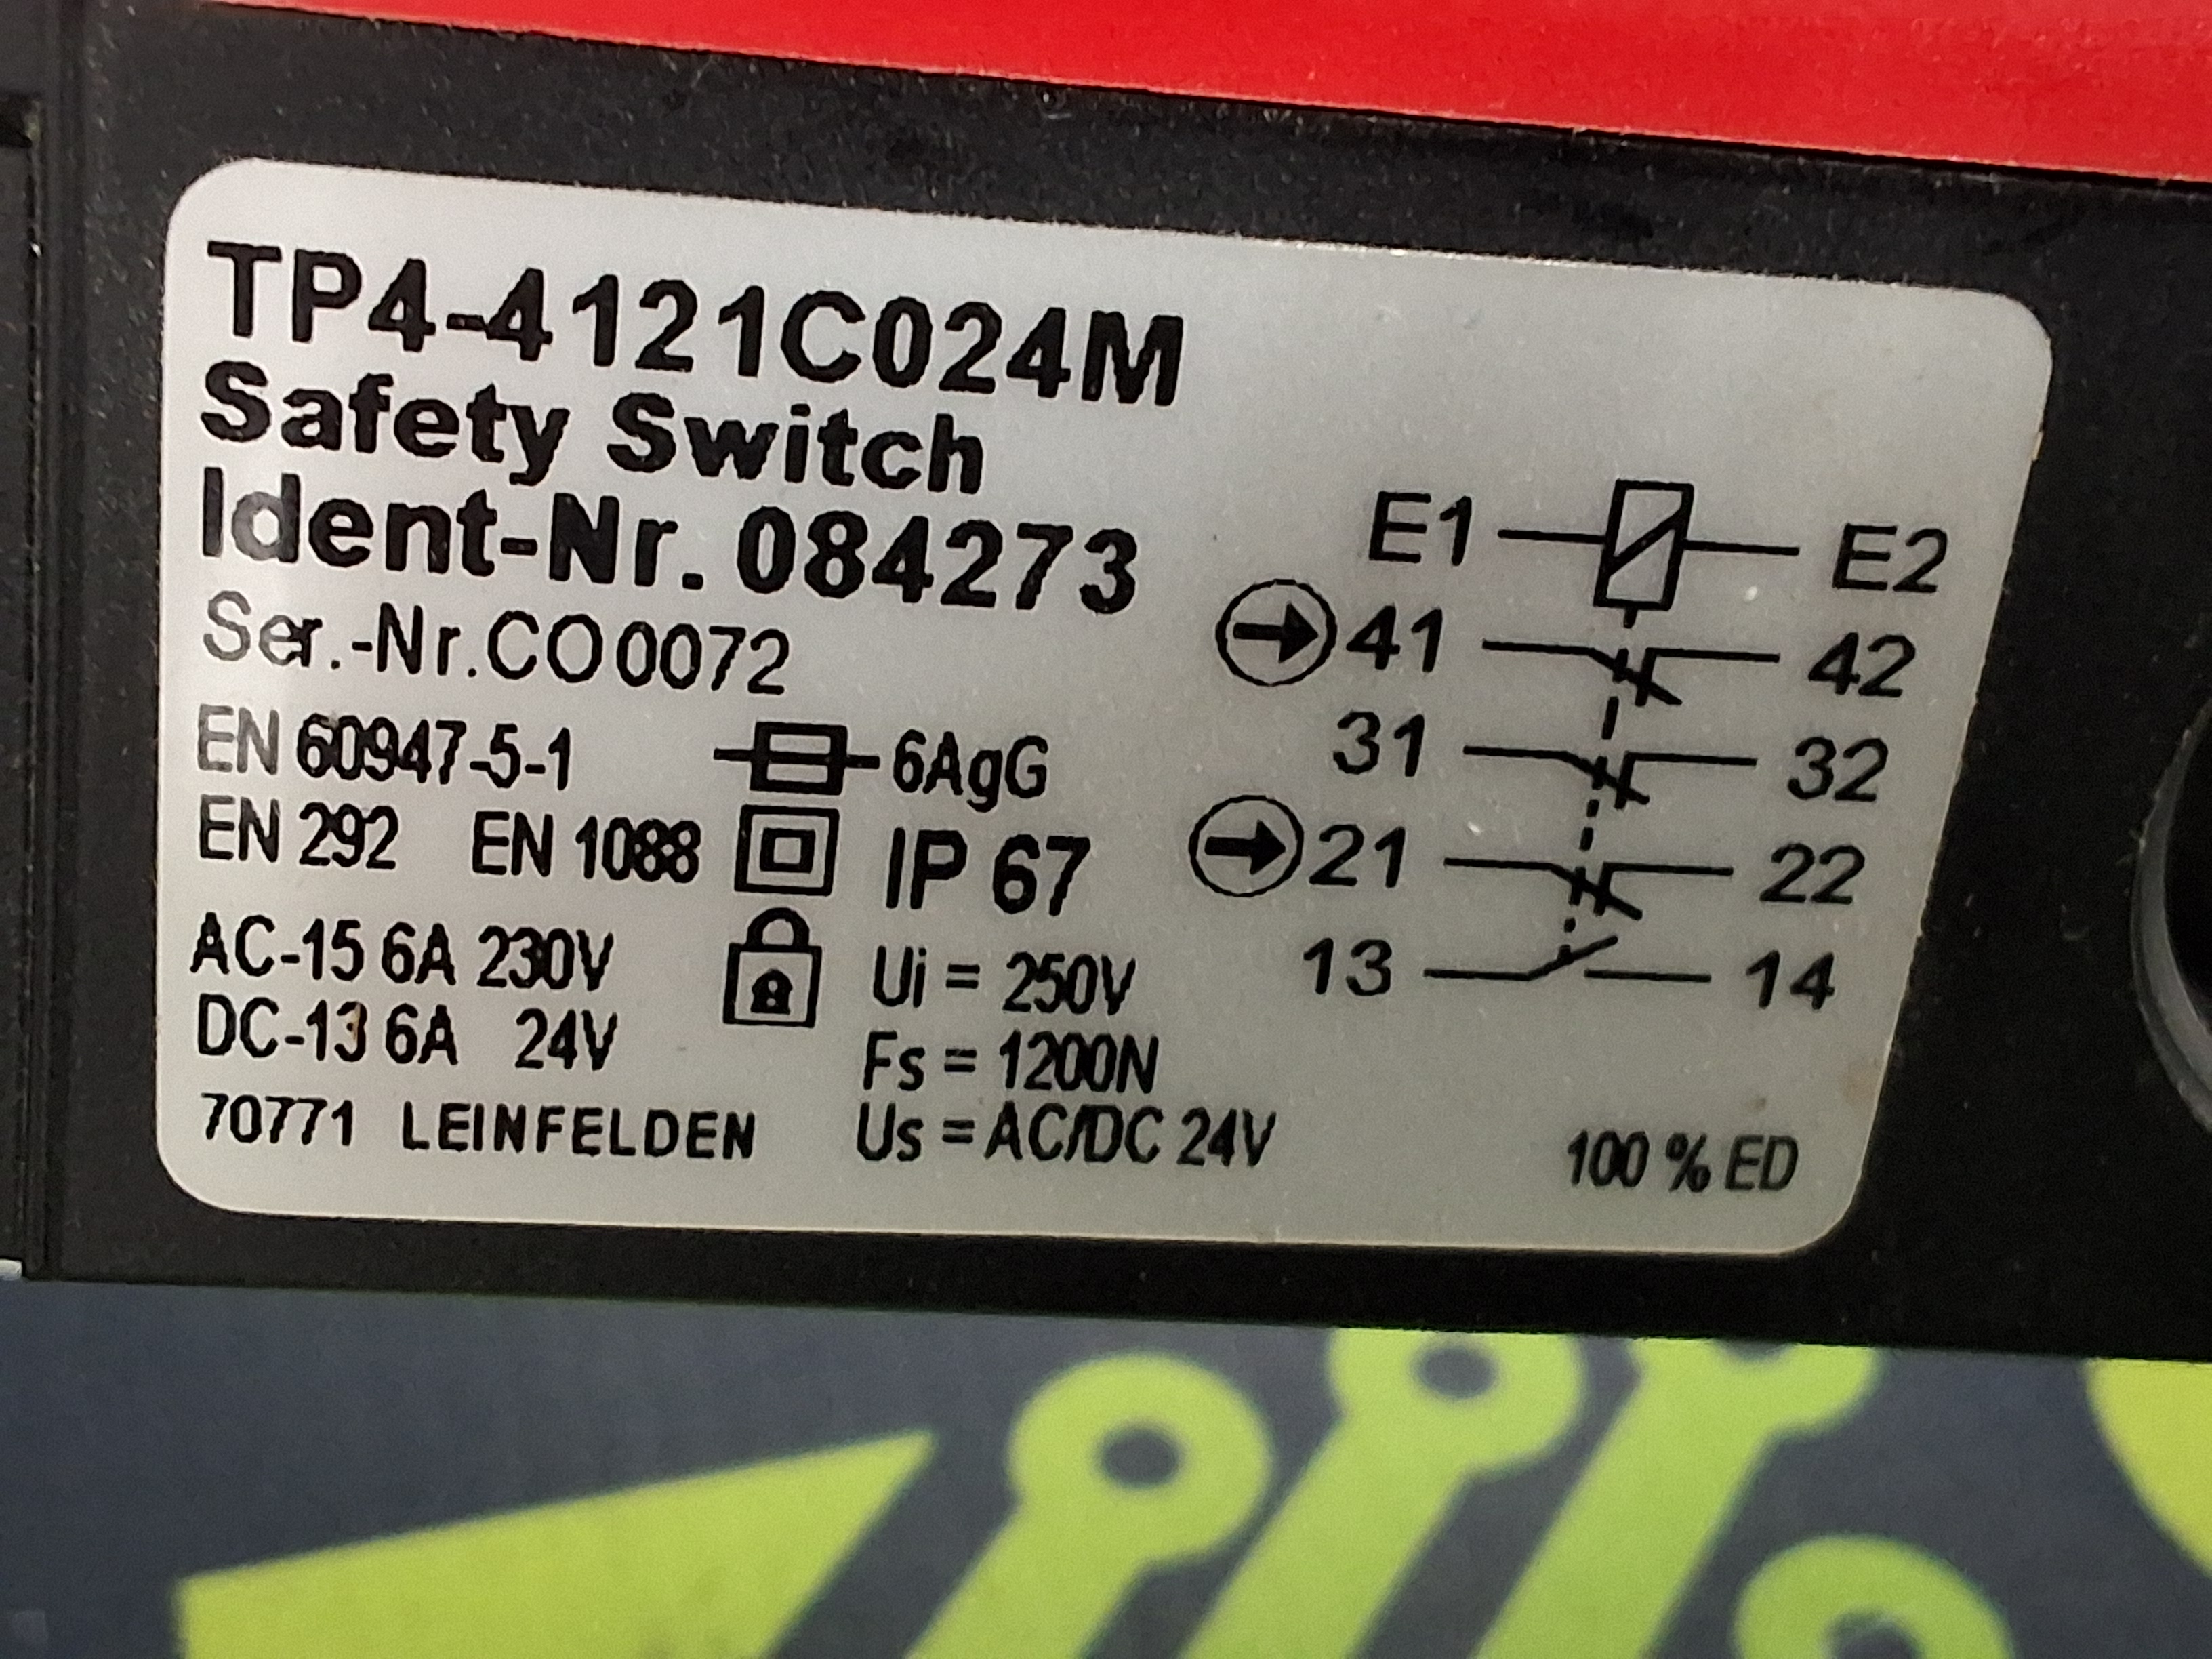 TP4-4121C024M
Safety Switch
Ident-Nr. 084273
Ser.-Nr.CO0072
EN 60947-5-1 6AgG
EN 292 EN 1088 IP 67
AC-15 6A 230V Ui = 250V
DC-13 6A 24V Fs = 1200N
70771 LEINFELDEN Us = AC/DC 24V
E1 E2
41 42
31 32
21 22
13 14
100 % ED